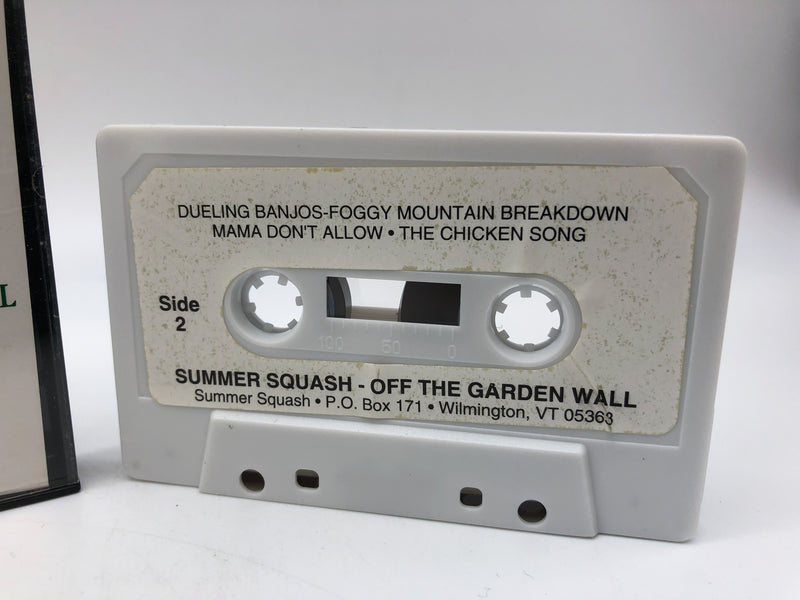 DUELING BANJOS-FOGGY MOUNTAIN BREAKDOWN
MAMA DON'T ALLOW • THE CHICKEN SONG
Side
2
100 50 0
SUMMER SQUASH - OFF THE GARDEN WALL
Summer Squash • P.O. Box 171 • Wilmington, VT 05363
L